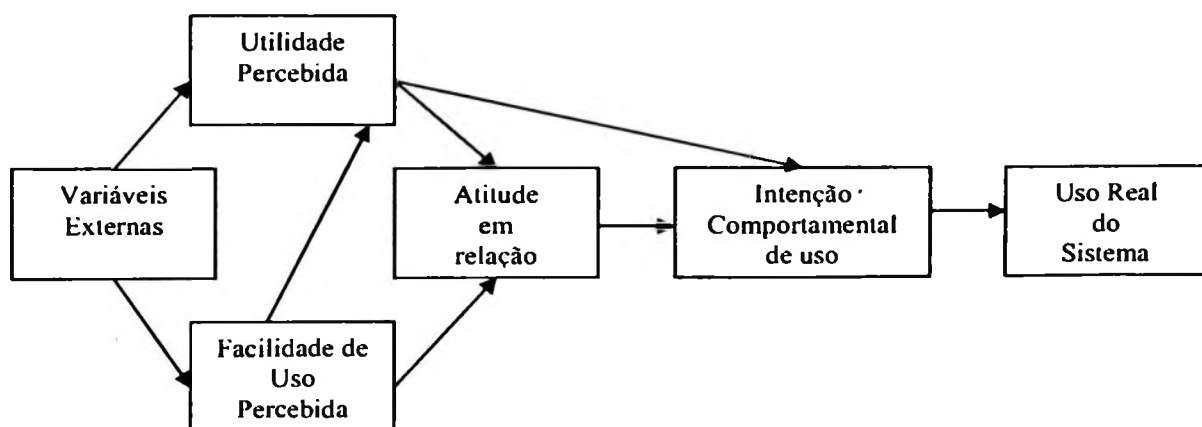 Utilidade
Percebida
Variáveis
Externas
Atitude
em
relação
Intenção
Comportamental
de uso
Uso Real
do
Sistema
Facilidade de
Uso
Percebida